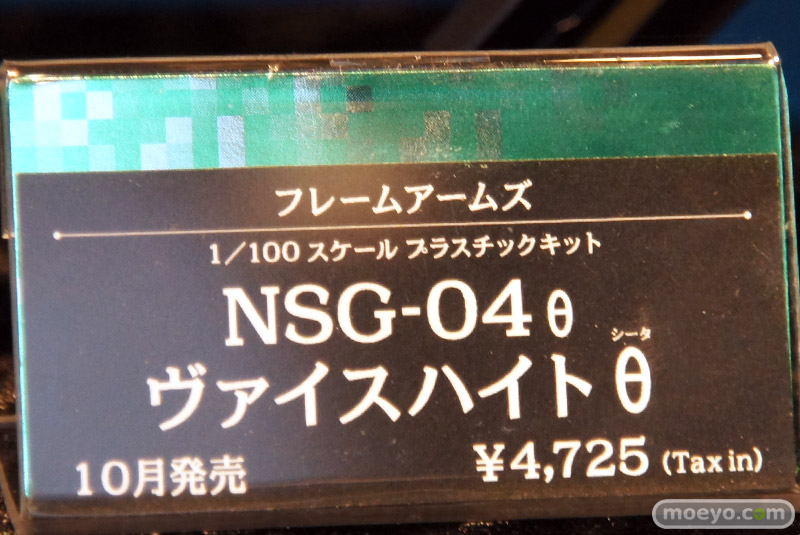 フレームアームズ
1/100 スケール プラスチックキット
NSG-04 θ
シータ
ヴァイスハイト θ
10月発売
¥4,725 (Tax in)
moeyo.com